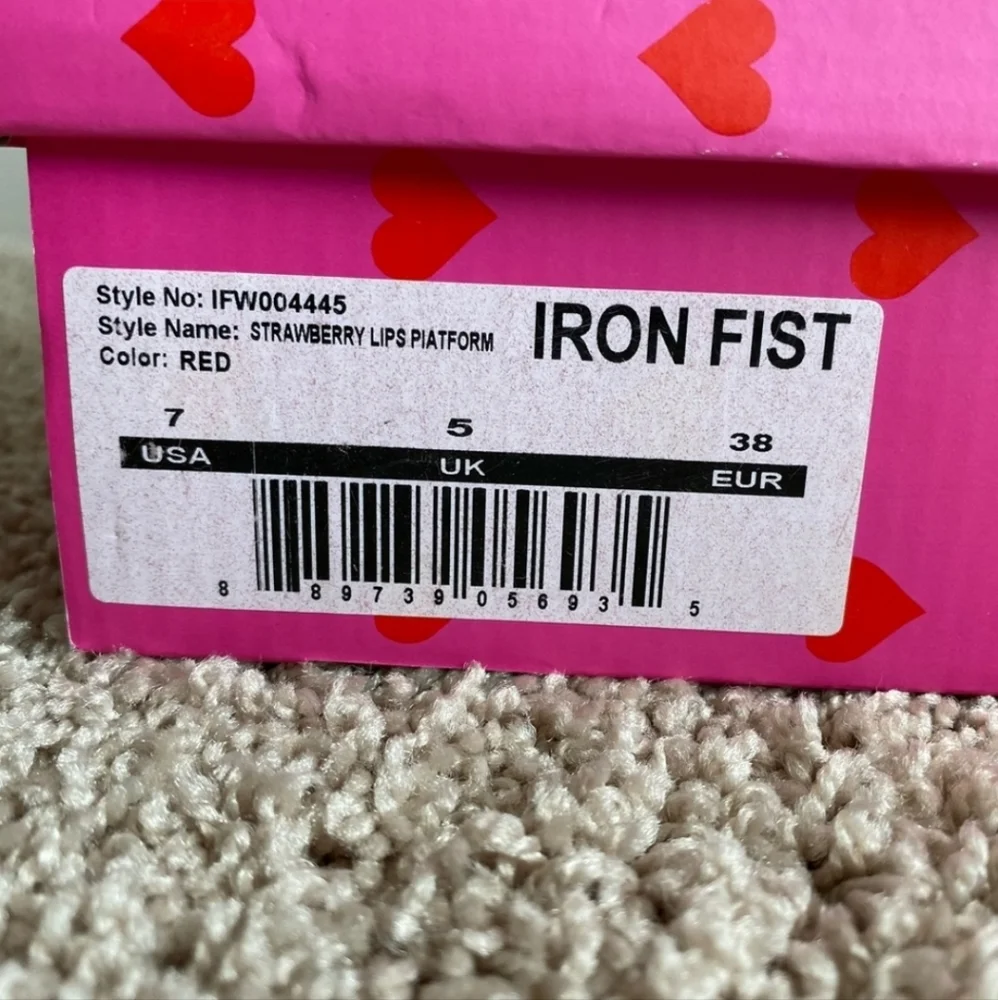 Style No: IFW004445
Style Name: STRAWBERRY LIPS PIATFORM
Color: RED
IRON FIST
7 5 38
USA UK EUR
8 89739 05693 5